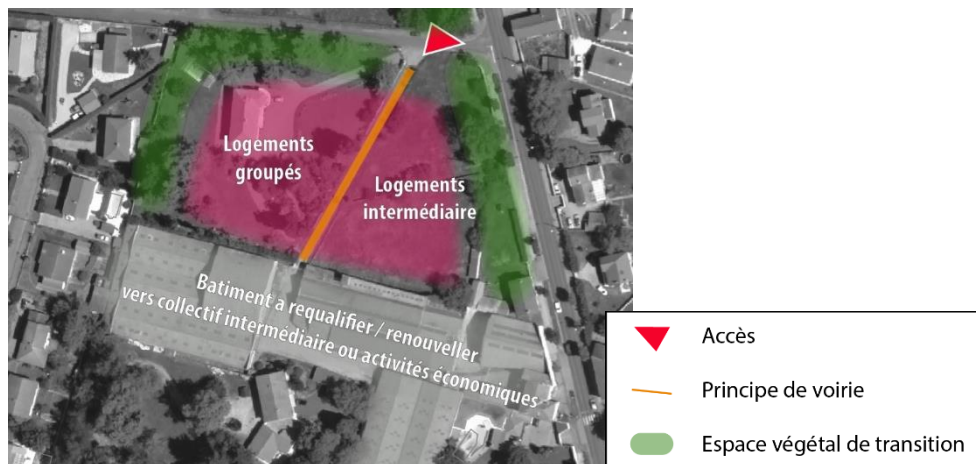 Logements
groupés
Logements
intermédiaire
Batiment a requalifier / renouveller
vers collectif intermédiaire ou activités économiques
Accès
Principe de voirie
Espace végétal de transition